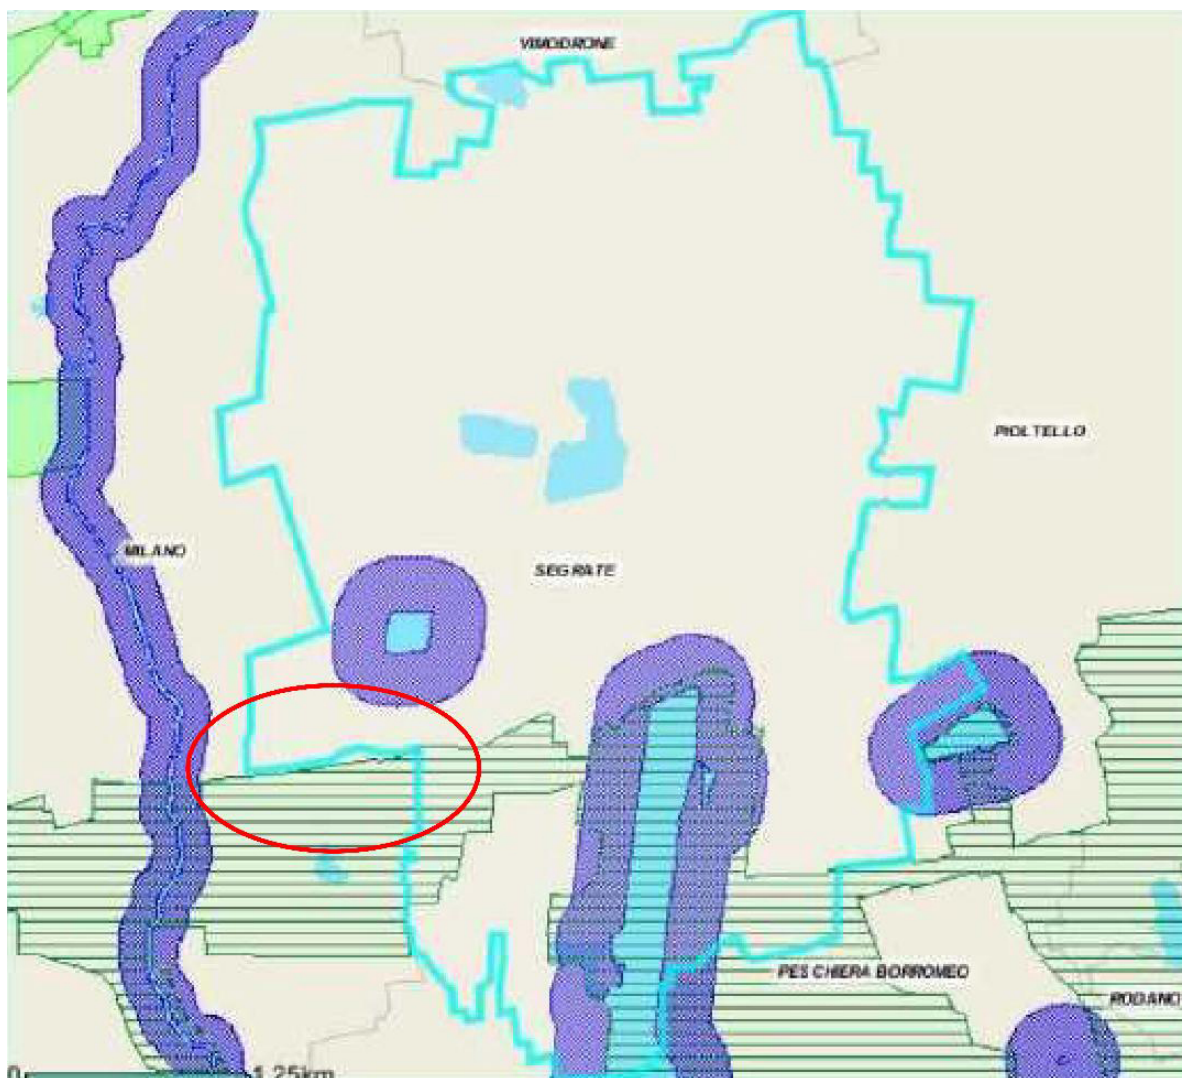 VIMODRONE
PIOLTELLO
MILANO
SEGRATE
PESCHIERA BORROMEO
RODANO
0 1.25km